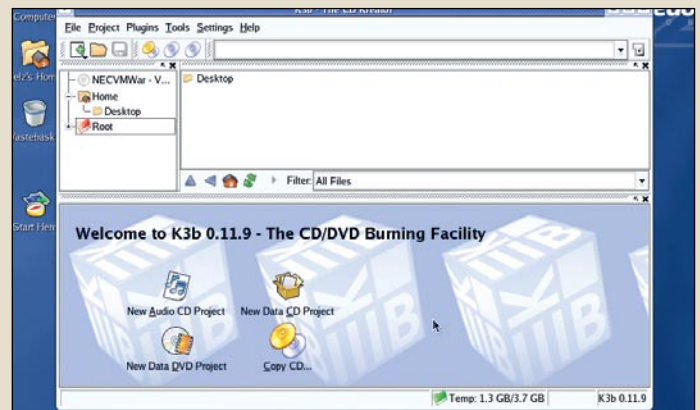 K3b - The CD Kreator
Computer
File Project Plugins Tools Settings Help
elz's Hom
NECVMWar - V...
Home
Desktop
Root
Desktop
Wastebask
Filter: All Files
Start Here
Welcome to K3b 0.11.9 - The CD/DVD Burning Facility
New Audio CD Project
New Data CD Project
New Data DVD Project
Copy CD...
Temp: 1.3 GB/3.7 GB
K3b 0.11.9